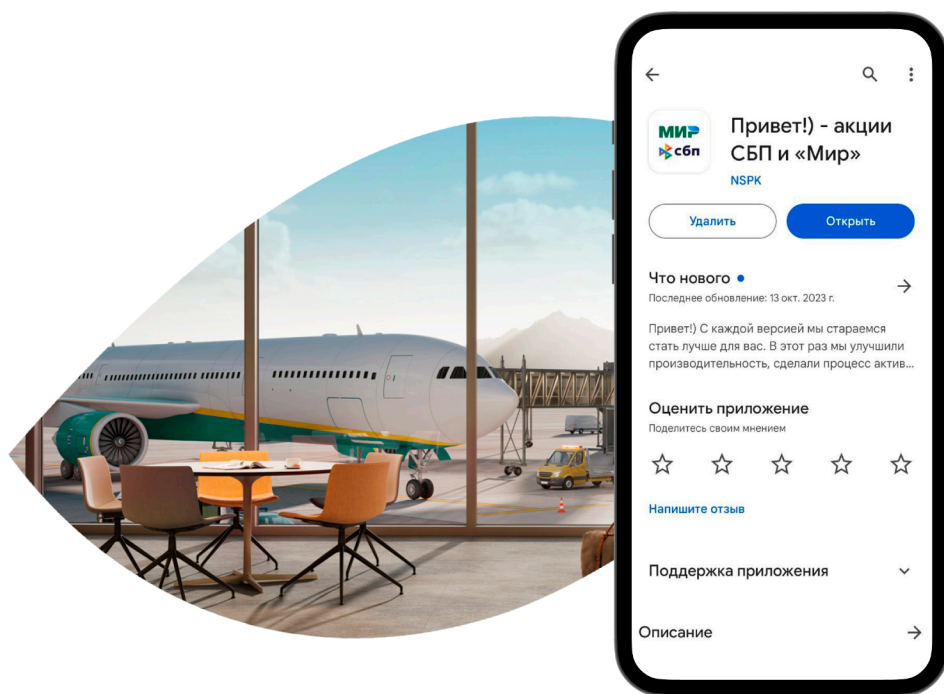 МИР
сбп
Привет!) - акции
СБП и «Мир»
NSPK
Удалить
Открыть
Что нового
Последнее обновление: 13 окт. 2023 г.
Привет!) С каждой версией мы стараемся
стать лучше для вас. В этот раз мы улучшили
производительность, сделали процесс актив...
Оценить приложение
Поделитесь своим мнением
Напишите отзыв
Поддержка приложения
Описание